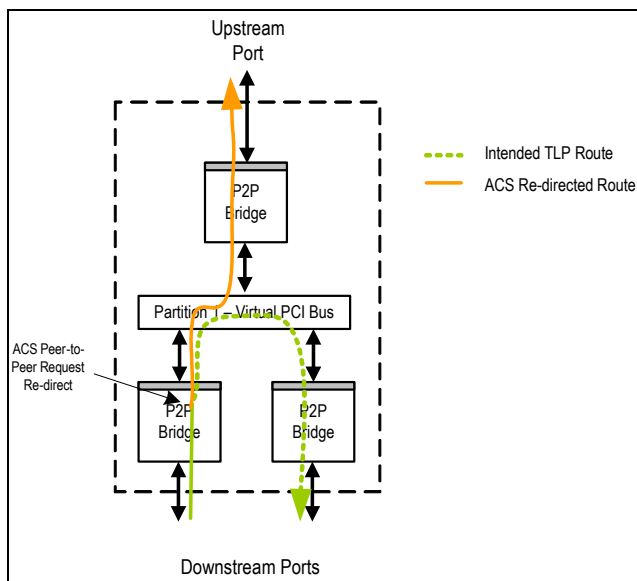 Upstream
Port
Intended TLP Route
ACS Re-directed Route
P2P
Bridge
Partition 1 – Virtual PCI Bus
ACS Peer-to-
Peer Request
Re-direct
P2P
Bridge
P2P
Bridge
Downstream Ports